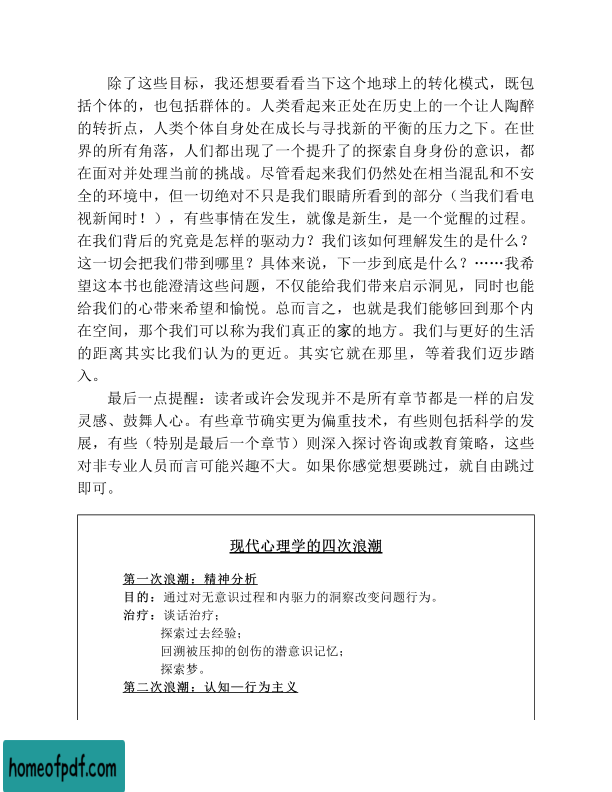 除了这些目标，我还想要看看当下这个地球上的转化模式，既包
括个体的，也包括群体的。人类看起来正处在历史上的一个让人陶醉
的转折点，人类个体自身处在成长与寻找新的平衡的压力之下。在世
界的所有角落，人们都出现了一个提升了的探索自身身份的意识，都
在面对并处理当前的挑战。尽管看起来我们仍然处在相当混乱和不安
全的环境中，但一切绝对不只是我们眼睛所看到的部分（当我们看电
视新闻时！），有些事情在发生，就像是新生，是一个觉醒的过程。
在我们背后的究竟是怎样的驱动力？我们该如何理解发生的是什么？
这一切会把我们带到哪里？具体来说，下一步到底是什么？……我希
望这本书也能澄清这些问题，不仅能给我们带来启示洞见，同时也能
给我们的心带来希望和愉悦。总而言之，也就是我们能够回到那个内
在空间，那个我们可以称为我们真正的家的地方。我们与更好的生活
的距离其实比我们认为的更近。其实它就在那里，等着我们迈步踏
入。
最后一点提醒：读者或许会发现并不是所有章节都是一样的启发
灵感、鼓舞人心。有些章节确实更为偏重技术，有些则包括科学的发
展，有些（特别是最后一个章节）则深入探讨咨询或教育策略，这些
对非专业人员而言可能兴趣不大。如果你感觉想要跳过，就自由跳过
即可。
现代心理学的四次浪潮
第一次浪潮：精神分析
目的：通过对无意识过程和内驱力的洞察改变问题行为。
治疗：谈话治疗；
探索过去经验；
回溯被压抑的创伤的潜意识记忆；
探索梦。
第二次浪潮：认知—行为主义
homeofpdf.com